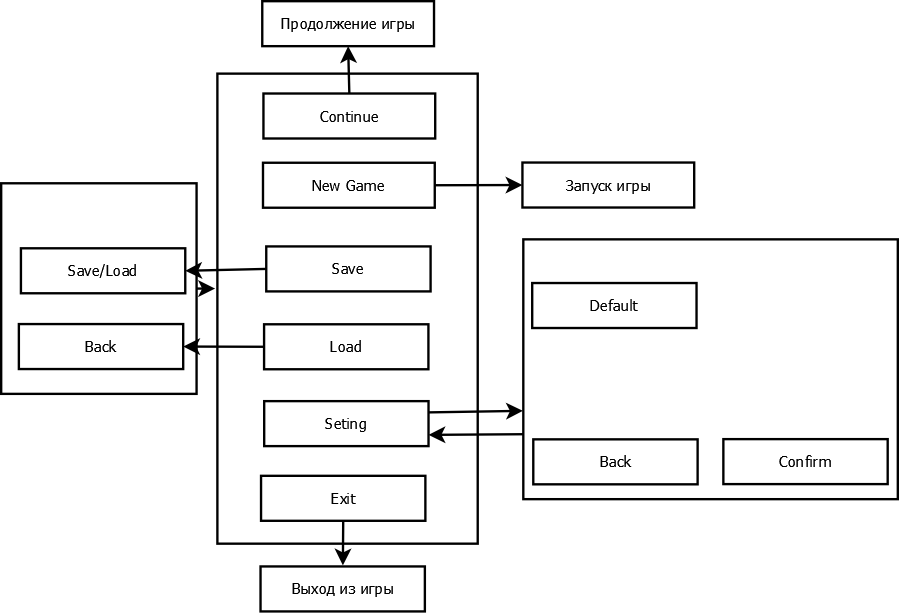 Продолжение игры
Continue
New Game
Запуск игры
Save/Load
Save
Default
Back
Load
Seting
Back
Confirm
Exit
Выход из игры